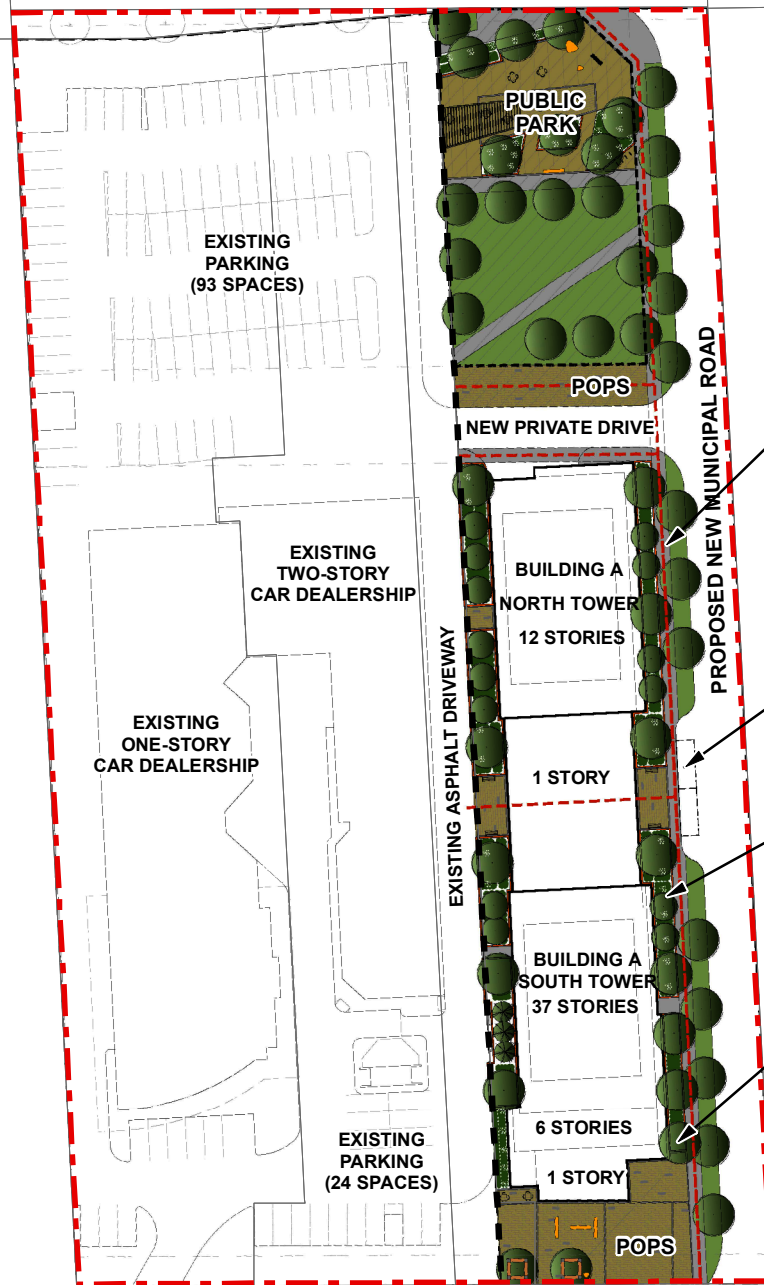 PUBLIC
PARK
EXISTING
PARKING
(93 SPACES)
POPS
NEW PRIVATE DRIVE
PROPOSED NEW MUNICIPAL ROAD
EXISTING
TWO-STORY
CAR DEALERSHIP
BUILDING A
NORTH TOWER
12 STORIES
EXISTING ASPHALT DRIVEWAY
EXISTING
ONE-STORY
CAR DEALERSHIP
1 STORY
BUILDING A
SOUTH TOWER
37 STORIES
6 STORIES
EXISTING
PARKING
(24 SPACES)
1 STORY
POPS